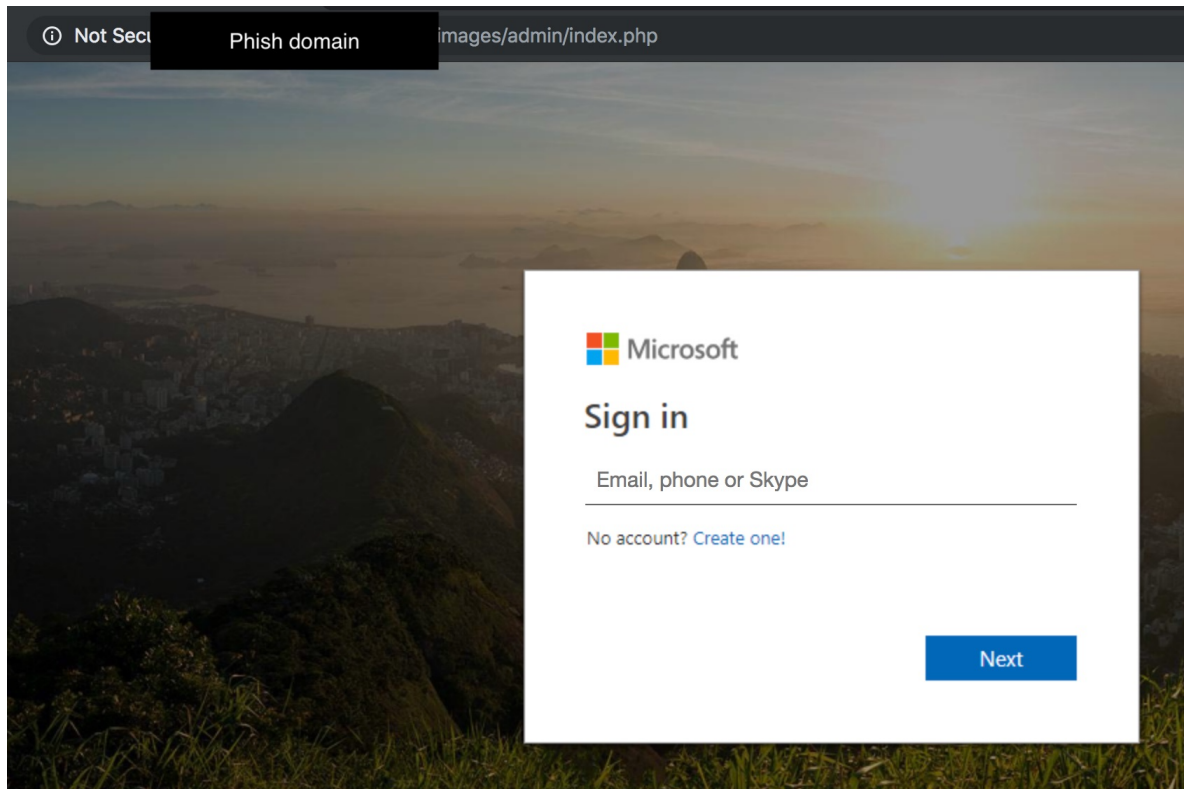 Not Secu Phish domain images/admin/index.php
Microsoft
Sign in
Email, phone or Skype
No account? Create one!
Next